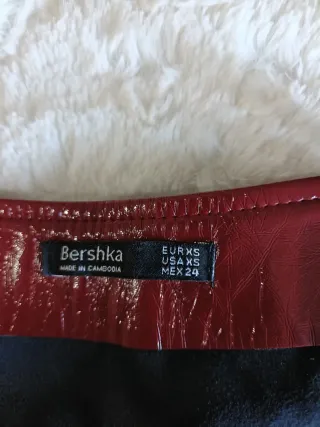 Bershka
MADE IN CAMBODIA
EUR XS
USA XS
MEX 24